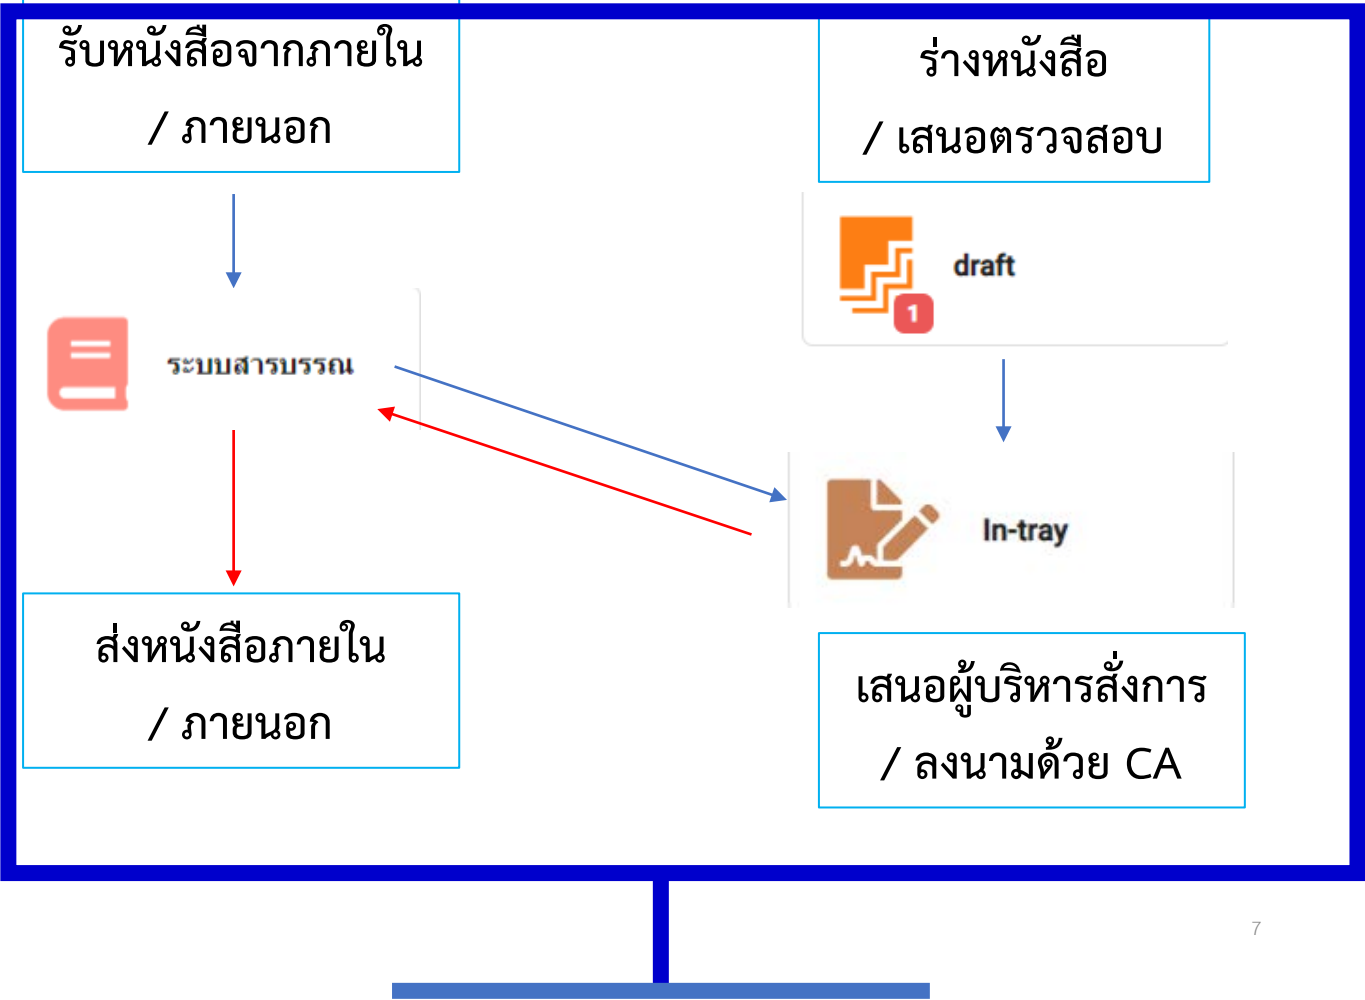 รับหนังสือจากภายใน
/ ภายนอก
ร่างหนังสือ
/ เสนอตรวจสอบ
draft
1
ระบบสารบรรณ
In-tray
ส่งหนังสือภายใน
/ ภายนอก
เสนอผู้บริหารสั่งการ
/ ลงนามด้วย CA
7